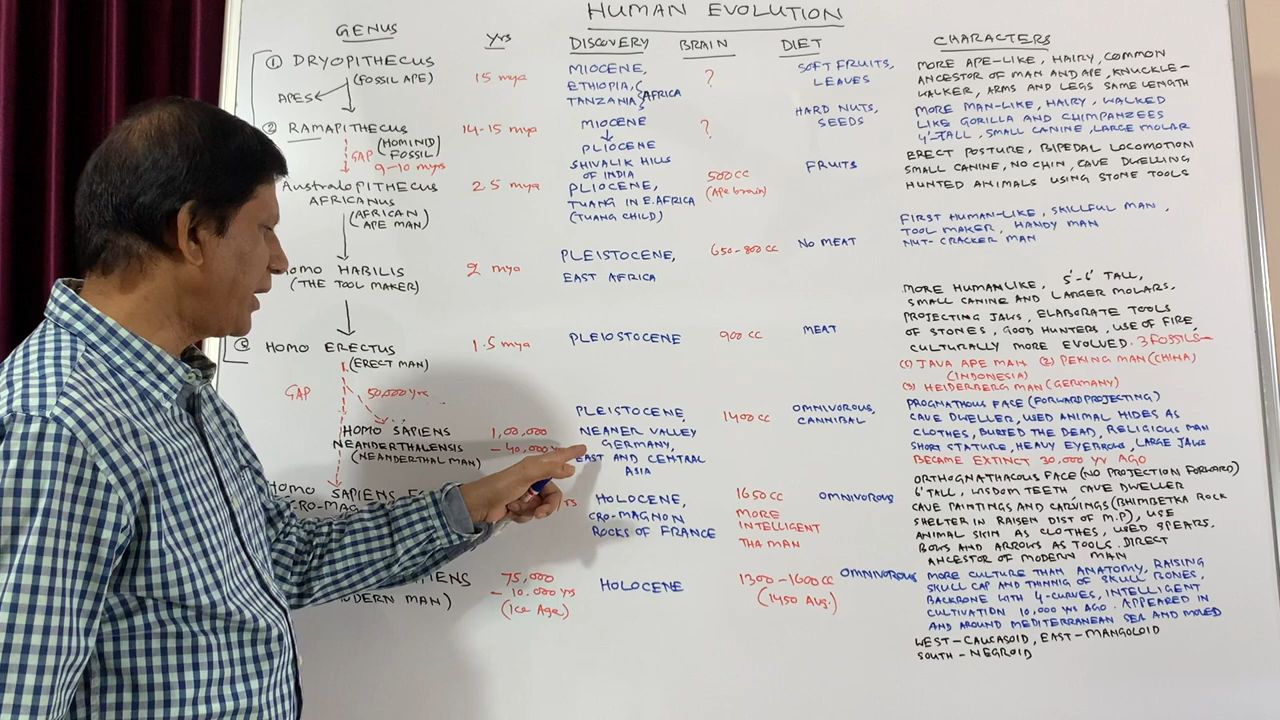 HUMAN EVOLUTION
GENUS
YRS
DISCOVERY
BRAIN
DIET
CHARACTERS
① DRYOPITHECUS
(FOSSIL APE)
APES
15 mya
MIOCENE,
ETHIOPIA,
TANZANIA
AFRICA
?
SOFT FRUITS,
LEAVES
MORE APE-LIKE, HAIRY, COMMON
ANCESTOR OF MAN AND APE, KNUCKLE-
WALKER, ARMS AND LEGS SAME LENGTH
② RAMAPITHECUS
(HOMINID
FOSSIL)
GAP
9-10 myrs
14-15 mya
MIOCENE
PLIOCENE
SHIVALIK HILLS
OF INDIA
?
HARD NUTS,
SEEDS
MORE MAN-LIKE, HAIRY, WALKED
LIKE GORILLA AND CHIMPANZEES
4'-TALL, SMALL CANINE, LARGE MOLAR
AUSTRALOPITHECUS
AFRICANUS
(AFRICAN
APE MAN)
2.5 mya
PLIOCENE,
TUANG IN E.AFRICA
(TUANG CHILD)
500 CC
(Ape brain)
FRUITS
ERECT POSTURE, BIPEDAL LOCOMOTION
SMALL CANINE, NO CHIN, CAVE DWELLING
HUNTED ANIMALS USING STONE TOOLS
HOMO HABILIS
(THE TOOL MAKER)
2 mya
PLEISTOCENE,
EAST AFRICA
650-800 CC
NO MEAT
FIRST HUMAN-LIKE, SKILLFUL MAN,
TOOL MAKER, HANDY MAN
NUT-CRACKER MAN
③ HOMO ERECTUS
(ERECT MAN)
GAP
50,000 yrs
1.5 mya
PLEIOSTOCENE
900 CC
MEAT
MORE HUMANLIKE, 5'-6' TALL,
SMALL CANINE AND LARGER MOLARS,
PROJECTING JAWS, ELABORATE TOOLS
OF STONES, GOOD HUNTERS, USE OF FIRE,
CULTURALLY MORE EVOLVED. 3 FOSSILS
(1) JAVA APE MAN (2) PEKING MAN (CHINA)
(INDONESIA)
(3) HEIDERBERG MAN (GERMANY)
HOMO SAPIENS
NEANDERTHALENSIS
(NEANDERTHAL MAN)
1,00,000
- 40,000
PLEISTOCENE,
NEANER VALLEY
GERMANY,
EAST AND CENTRAL
ASIA
1400 CC
OMNIVOROUS,
CANNIBAL
PROGNATHOUS FACE (FORWARD PROJECTING)
CAVE DWELLER, USED ANIMAL HIDES AS
CLOTHES, BURIED THE DEAD, RELIGIOUS MAN
SHORT STATURE, HEAVY EYEBROWS, LARGE JAWS
BECAME EXTINCT 30,000 YR AGO
HOMO SAPIENS
CRO-MAGNON
HOLOCENE,
CRO-MAGNON
ROCKS OF FRANCE
1650 CC
MORE
INTELLIGENT
THA MAN
OMNIVOROUS
ORTHOGNATHACOUS FACE (NO PROJECTION FORWARD)
6' TALL, WISDOM TEETH, CAVE DWELLER
CAVE PAINTINGS AND CARVINGS (BHIMBETKA ROCK
SHELTER IN RAISEN DIST OF M.P), USE
ANIMAL SKIN AS CLOTHES, USED SPEARS,
BOWS AND ARROWS AS TOOLS. DIRECT
ANCESTOR OF MODERN MAN
MAN)
75,000
- 10,000 yrs
(Ice Age)
HOLOCENE
1300-1600 CC
(1450 Avg.)
OMNIVOROUS
MORE CULTURE THAN ANATOMY, RAISING
SKULL CAP AND THINNIG OF SKULL BONES,
BACKBONE WITH 4-CURVES, INTELLIGENT
CULTIVATION 10,000 YRS AGO. APPEARED IN
AND AROUND MEDITERRANEAN SEA AND MOVED
WEST-CAUCASOID, EAST-MANGOLOID
SOUTH-NEGROID